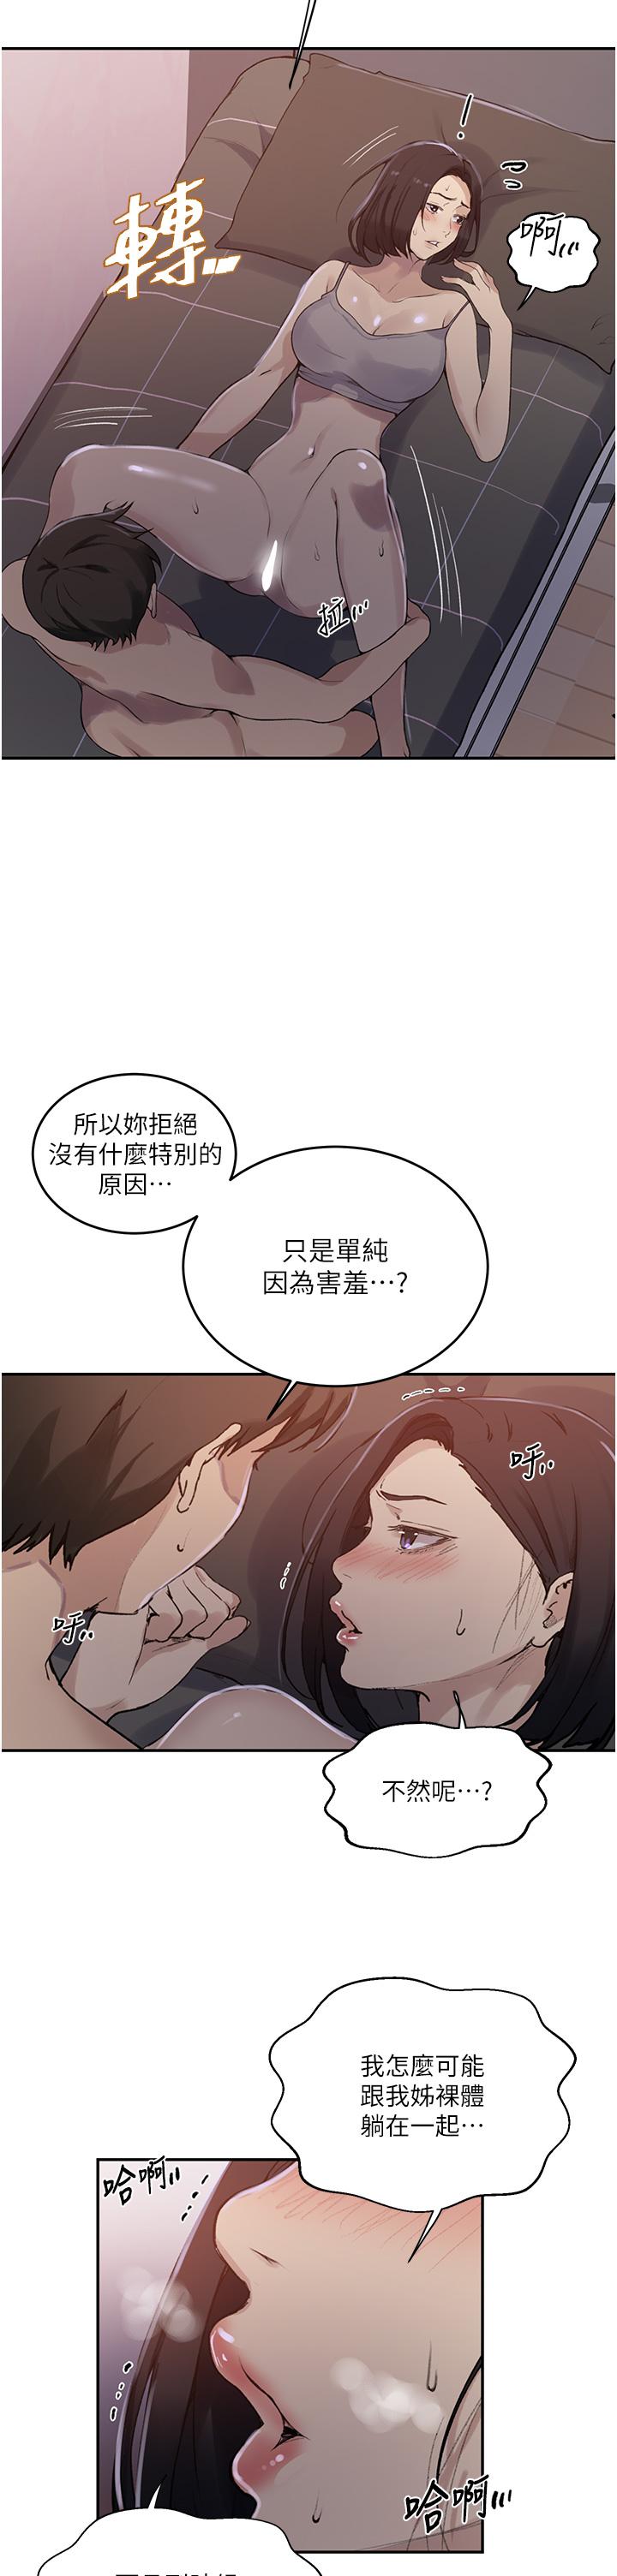 轉..
啊...
拉...
所以妳拒絕
沒有什麼特別的
原因…
只是單純
因為害羞…?
吁..
吁..
不然呢…?
我怎麼可能
跟我姊裸體
躺在一起…
哈啊..
哈啊...